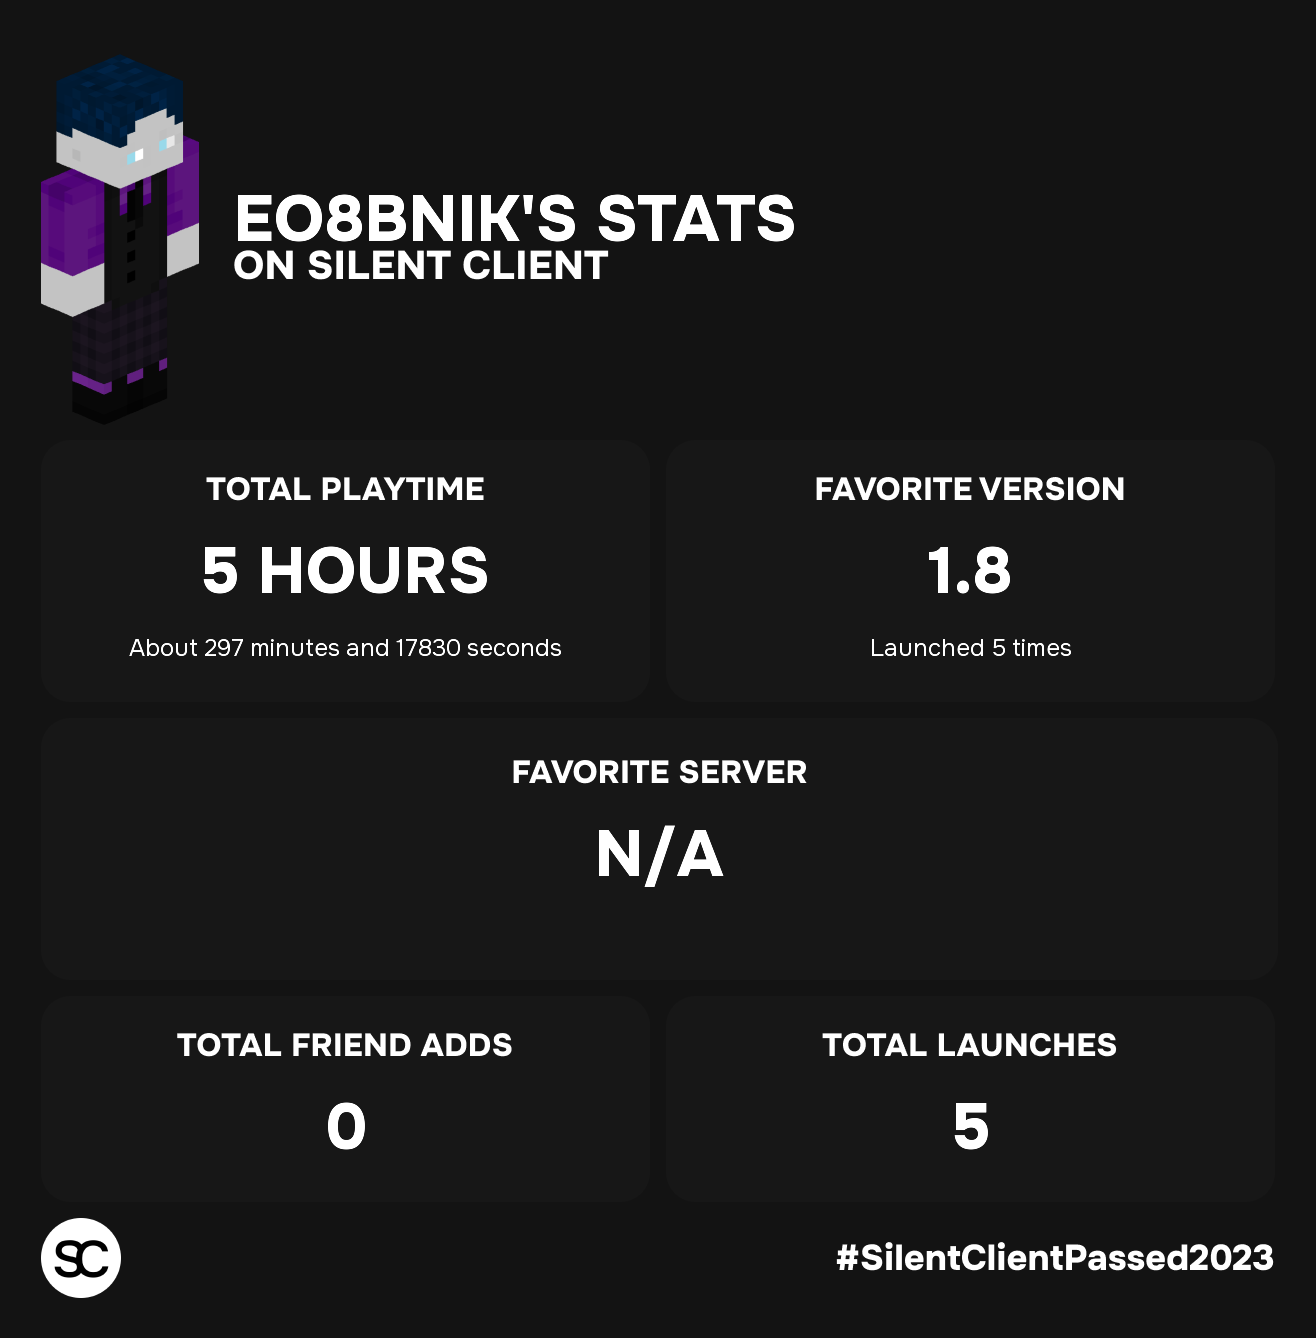 EO8BNIK'S STATS
ON SILENT CLIENT
TOTAL PLAYTIME
5 HOURS
About 297 minutes and 17830 seconds
FAVORITE VERSION
1.8
Launched 5 times
FAVORITE SERVER
N/A
TOTAL FRIEND ADDS
0
TOTAL LAUNCHES
5
SC
#SilentClientPassed2023